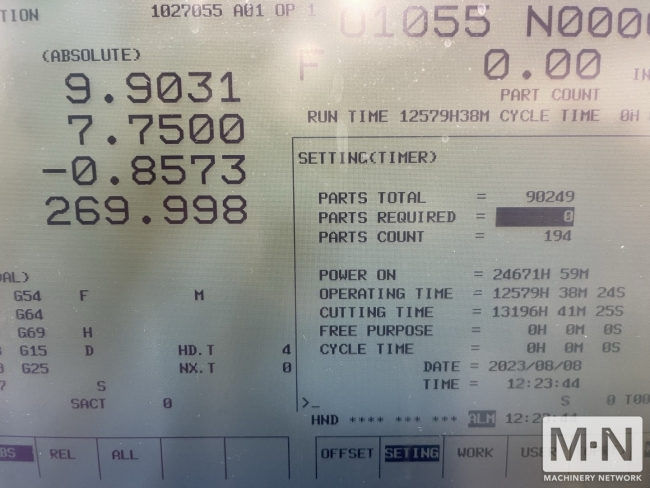 TION 1027055 A01 OP 1 O1055 N000
(ABSOLUTE)
9.9031
7.7500
-0.8573
269.998
F 0.00 IN
PART COUNT
RUN TIME 12579H38M CYCLE TIME 0H
SETTING(TIMER)
PARTS TOTAL = 90249
PARTS REQUIRED = 0
PARTS COUNT = 194
POWER ON = 24671H 59M
OPERATING TIME = 12579H 38M 24S
CUTTING TIME = 13196H 41M 25S
FREE PURPOSE = 0H 0M 0S
CYCLE TIME = 0H 0M 0S
DATE = 2023/08/08
TIME = 12:23:44
S 0 T00
>_
HND **** *** *** ALM
DAL)
G54 F M
G64
G69 H
G15 D HD.T 4
0 G25 NX.T 0
7 S
SACT 0
BS REL ALL
OFFSET SETING WORK
M·N
MACHINERY NETWORK